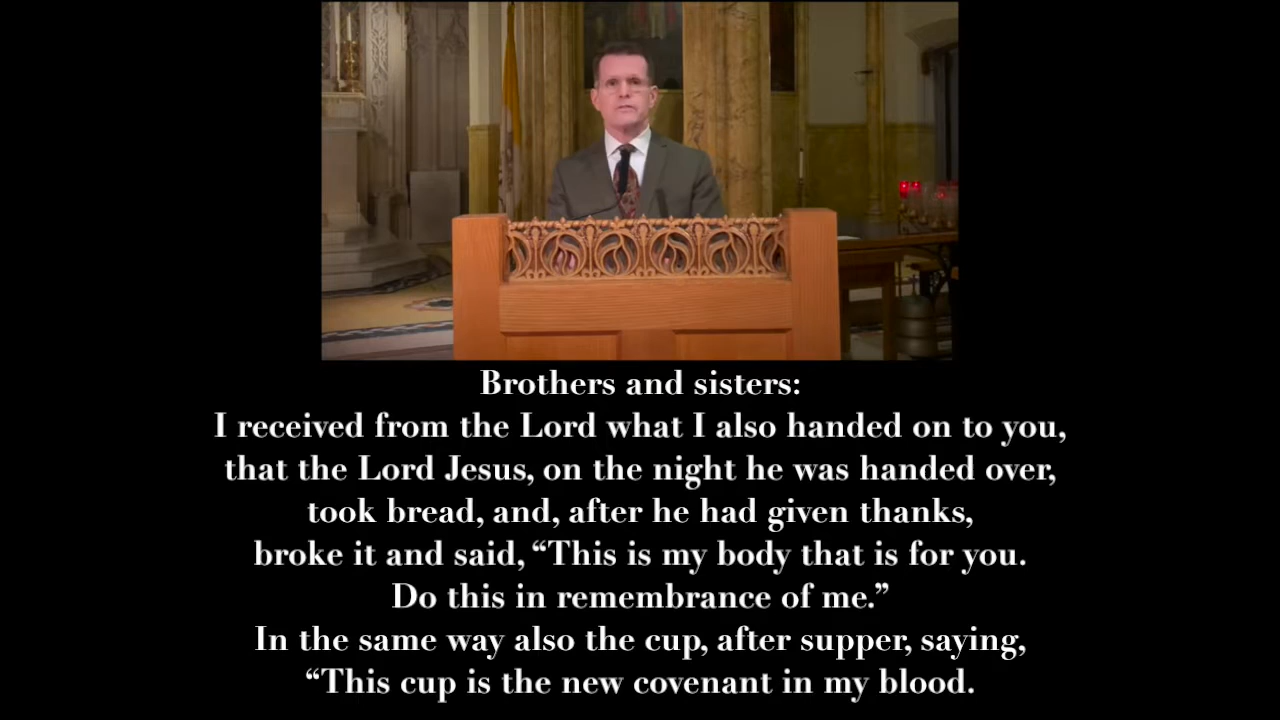 Brothers and sisters:
I received from the Lord what I also handed on to you,
that the Lord Jesus, on the night he was handed over,
took bread, and, after he had given thanks,
broke it and said, “This is my body that is for you.
Do this in remembrance of me.”
In the same way also the cup, after supper, saying,
“This cup is the new covenant in my blood.